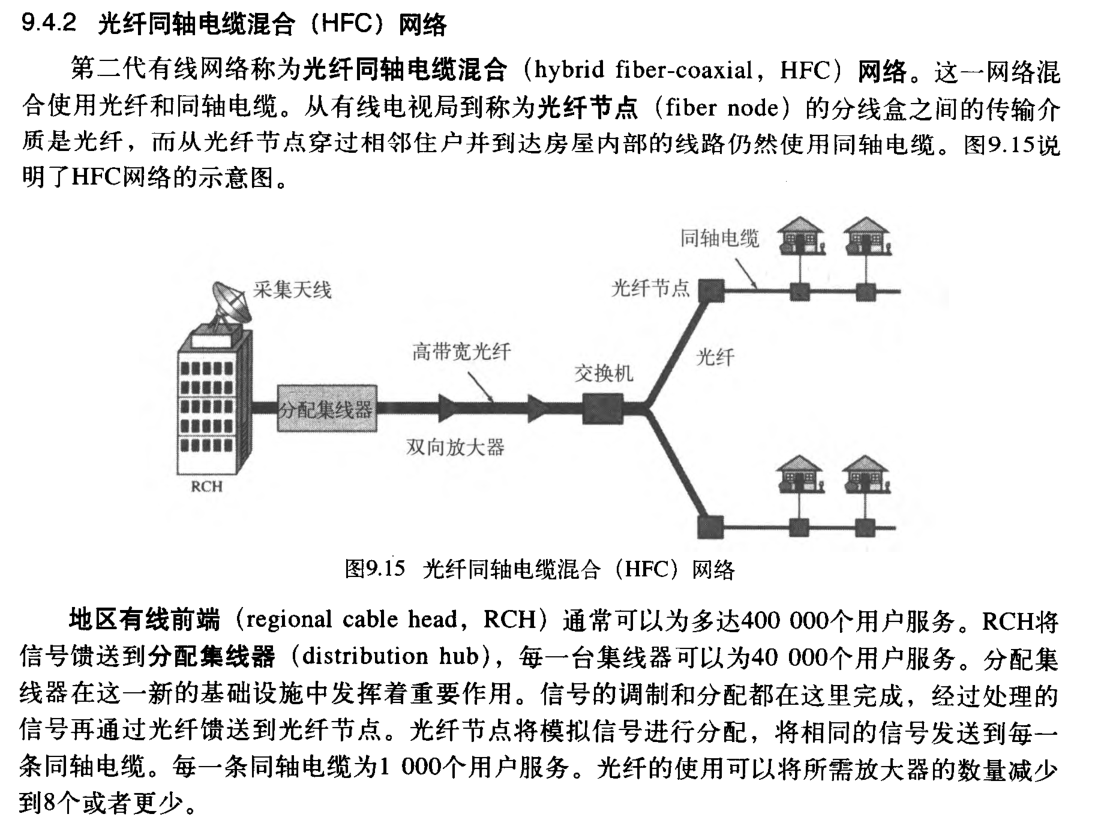 9.4.2 光纤同轴电缆混合（HFC）网络
第二代有线网络称为光纤同轴电缆混合（hybrid fiber-coaxial，HFC）网络。这一网络混
合使用光纤和同轴电缆。从有线电视局到称为光纤节点（fiber node）的分线盒之间的传输介
质是光纤，而从光纤节点穿过相邻住户并到达房屋内部的线路仍然使用同轴电缆。图9.15说
明了HFC网络的示意图。
同轴电缆
采集天线
光纤节点
高带宽光纤
光纤
交换机
分配集线器
双向放大器
RCH
图9.15 光纤同轴电缆混合（HFC）网络
地区有线前端（regional cable head，RCH）通常可以为多达400 000个用户服务。RCH将
信号馈送到分配集线器（distribution hub），每一台集线器可以为40 000个用户服务。分配集
线器在这一新的基础设施中发挥着重要作用。信号的调制和分配都在这里完成，经过处理的
信号再通过光纤馈送到光纤节点。光纤节点将模拟信号进行分配，将相同的信号发送到每一
条同轴电缆。每一条同轴电缆为1 000个用户服务。光纤的使用可以将所需放大器的数量减少
到8个或者更少。